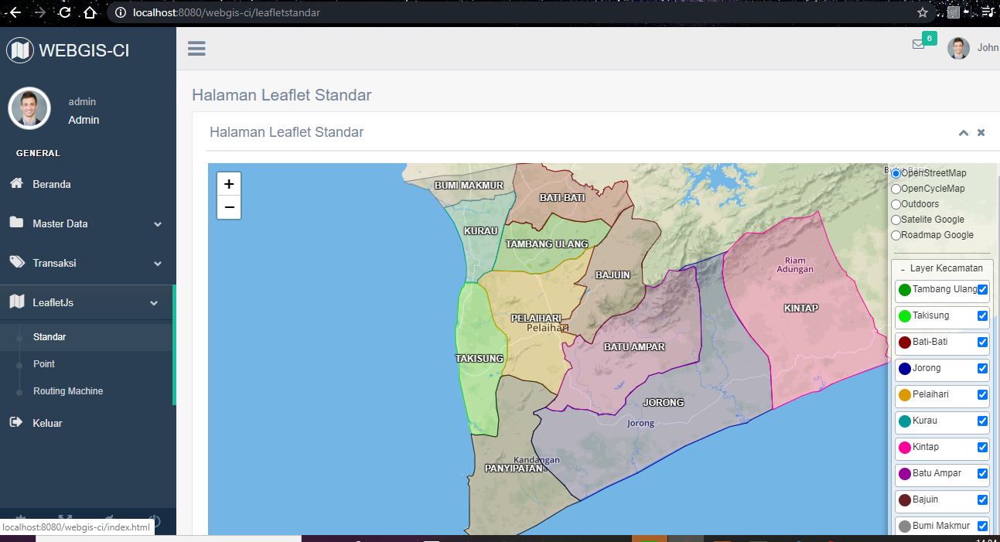 localhost:8080/webgis-ci/leafletstandar
WEBGIS-CI
6
John
admin
Admin
GENERAL
Beranda
Master Data
Transaksi
LeafletJs
Standar
Point
Routing Machine
Keluar
localhost:8080/webgis-ci/index.html
Halaman Leaflet Standar
Halaman Leaflet Standar
+
−
BUMI MAKMUR
BATI-BATI
KURAU
TAMBANG ULANG
BAJUIN
Riam
Adungan
KINTAP
PELAIHARI
Pelaihari
BATU AMPAR
TAKISUNG
JORONG
Jorong
Kandangan
PANYIPATAN
OpenStreetMap
OpenCycleMap
Outdoors
Satelite Google
Roadmap Google
- Layer Kecamatan
Tambang Ulang
Takisung
Bati-Bati
Jorong
Pelaihari
Kurau
Kintap
Batu Ampar
Bajuin
Bumi Makmur